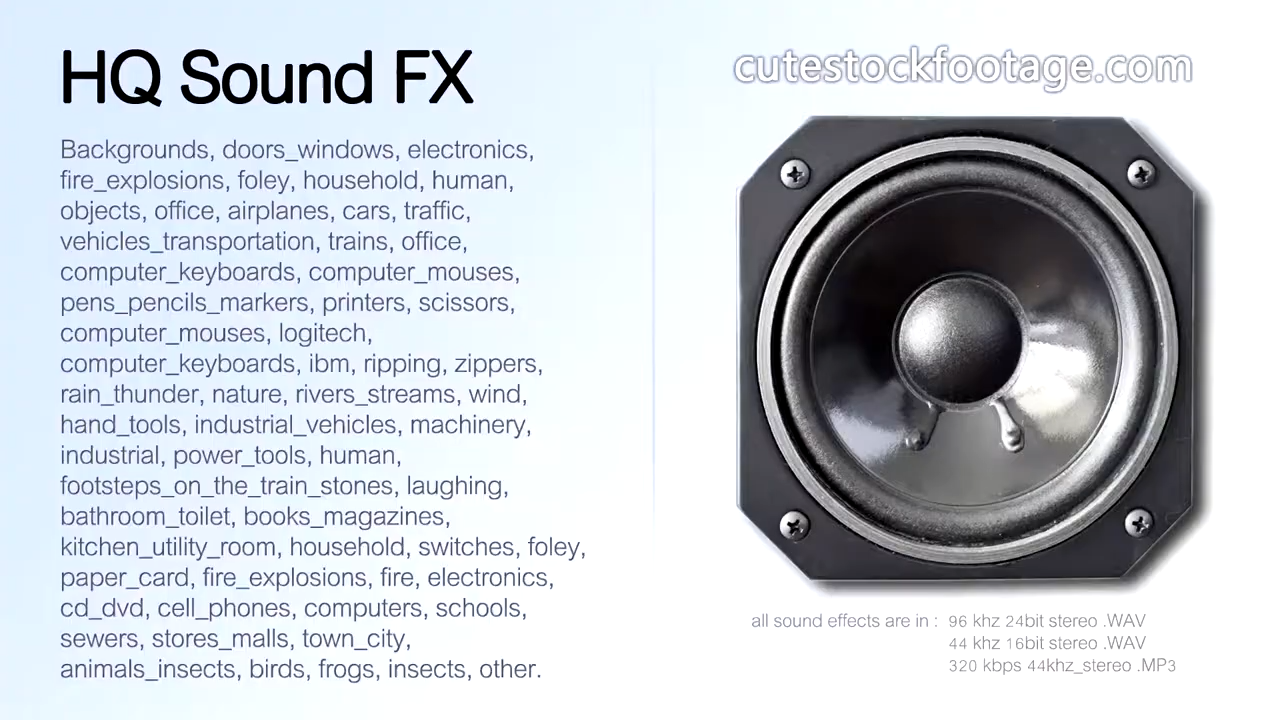 HQ Sound FX
Backgrounds, doors_windows, electronics,
fire_explosions, foley, household, human,
objects, office, airplanes, cars, traffic,
vehicles_transportation, trains, office,
computer_keyboards, computer_mouses,
pens_pencils_markers, printers, scissors,
computer_mouses, logitech,
computer_keyboards, ibm, ripping, zippers,
rain_thunder, nature, rivers_streams, wind,
hand_tools, industrial_vehicles, machinery,
industrial, power_tools, human,
footsteps_on_the_train_stones, laughing,
bathroom_toilet, books_magazines,
kitchen_utility_room, household, switches, foley,
paper_card, fire_explosions, fire, electronics,
cd_dvd, cell_phones, computers, schools,
sewers, stores_malls, town_city,
animals_insects, birds, frogs, insects, other.
cutestockfootage.com
all sound effects are in : 96 khz 24bit stereo .WAV
44 khz 16bit stereo .WAV
320 kbps 44khz_stereo .MP3